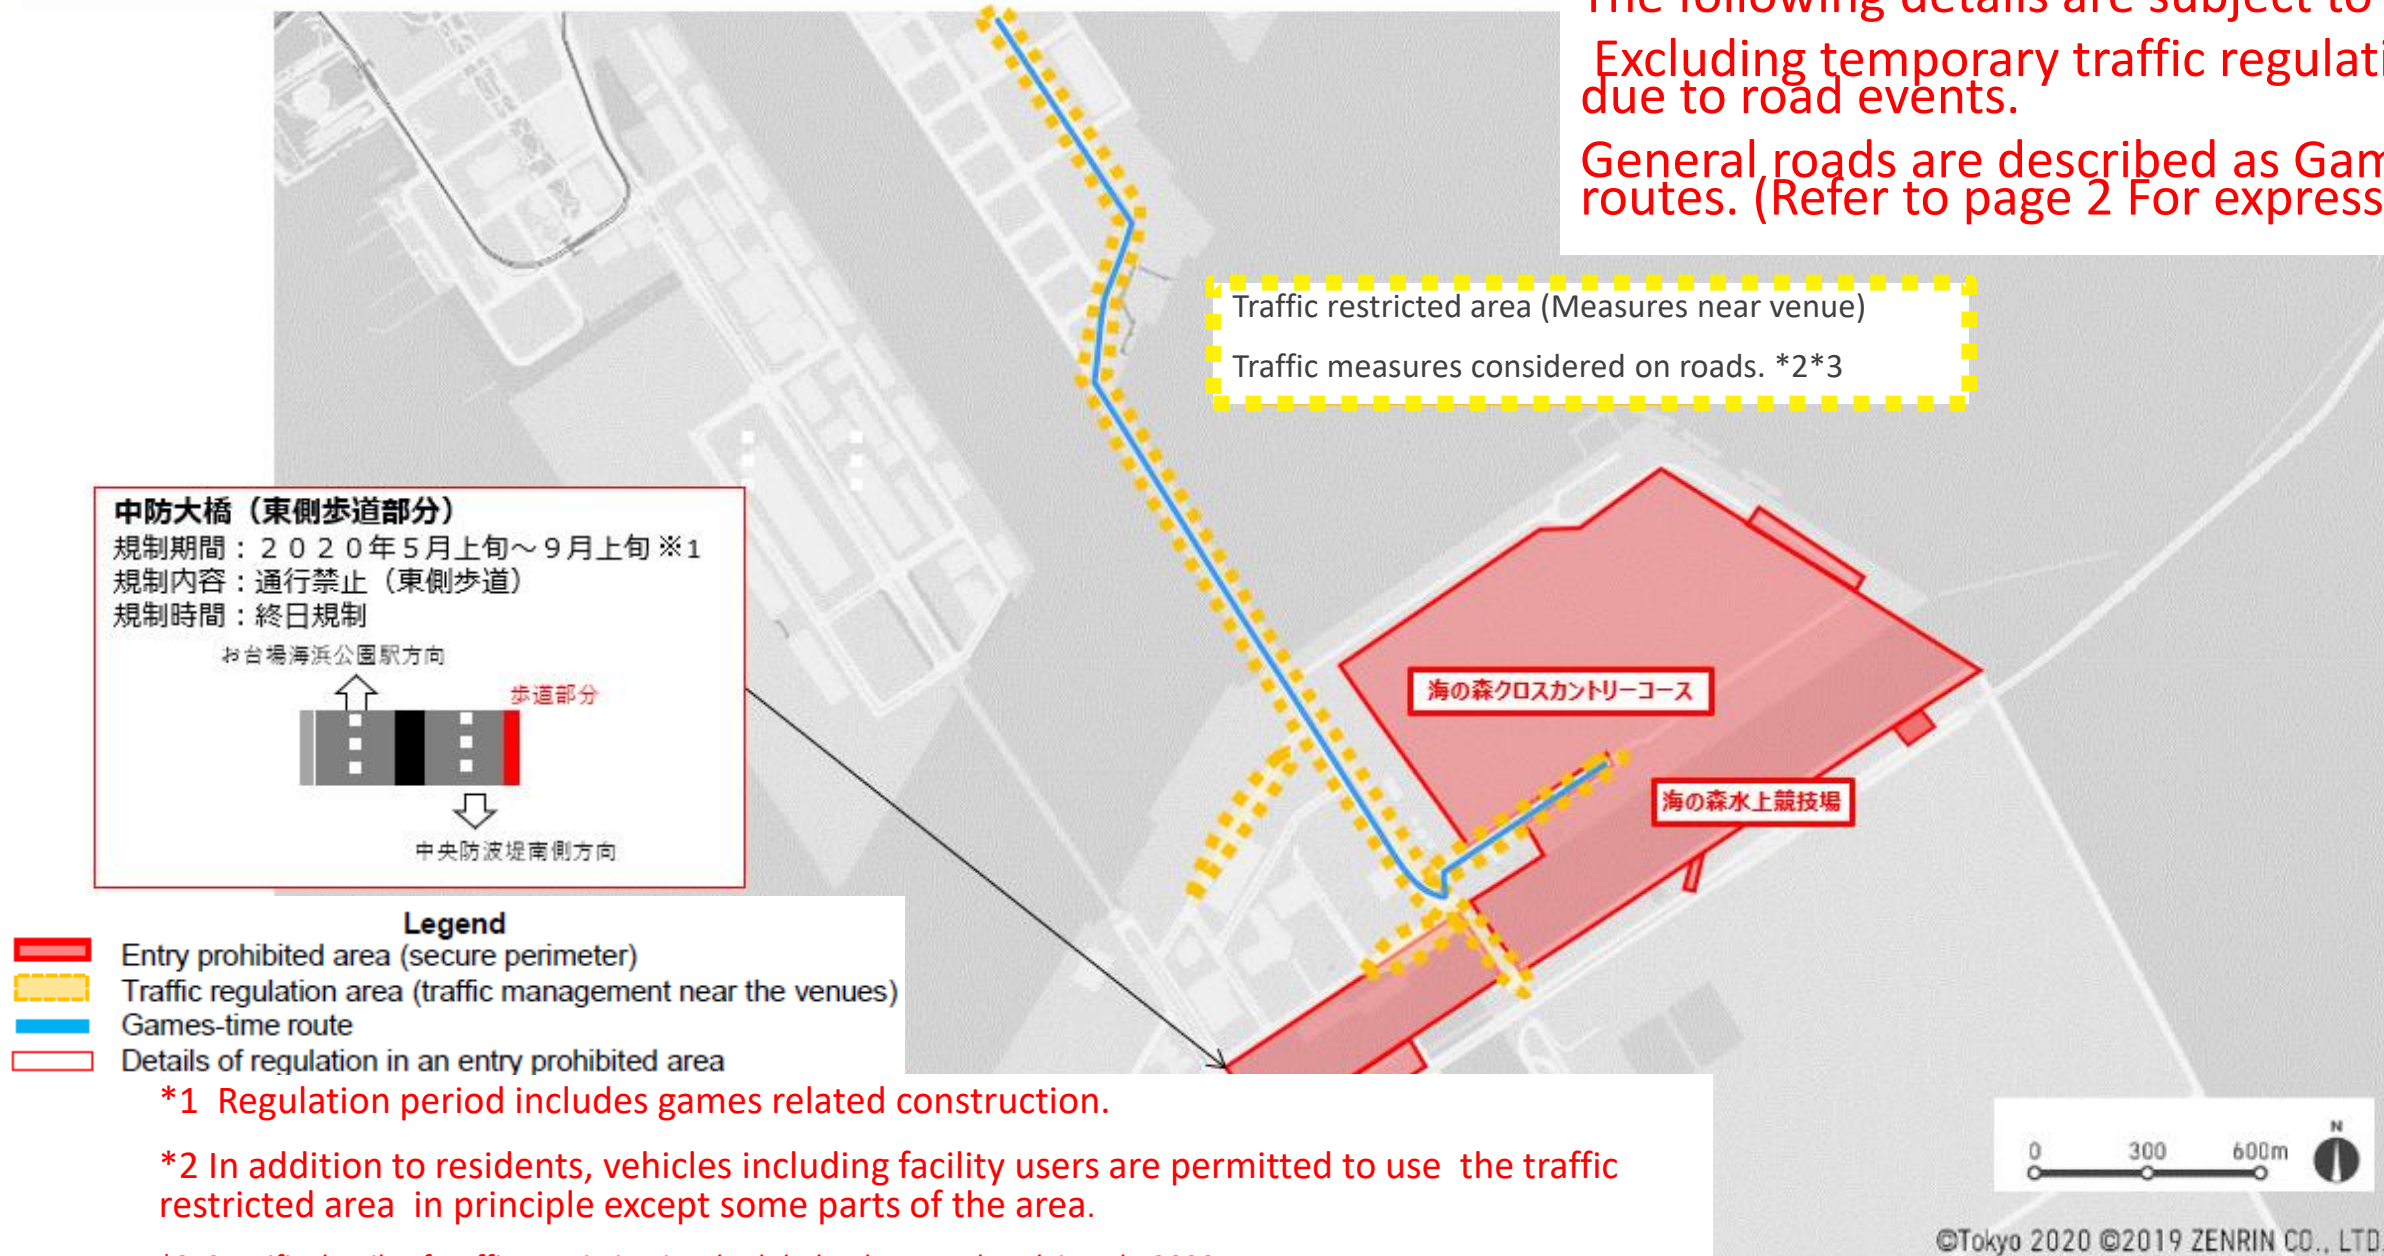 The following details are subject to
Excluding temporary traffic
due to road events.
General roads are described as
routes. (Refer to page 2 For
Traffic restricted area (Measures near venue)
Traffic measures considered on roads. *2*3
中防大橋（東側歩道部分）
規制期間：２０２０年５月上旬～９月上旬 ※1
規制内容：通行禁止（東側歩道）
規制時間：終日規制
お台場海浜公園駅方向
歩道部分
中央防波堤南側方向
海の森クロスカントリーコース
海の森水上競技場
Legend
Entry prohibited area (secure perimeter)
Traffic regulation area (traffic management near the venues)
Games-time route
Details of regulation in an entry prohibited area
*1 Regulation period includes games related construction.
*2 In addition to residents, vehicles including facility users are permitted to use the traffic
restricted area in principle except some parts of the area.
0 300 600m
N
©Tokyo 2020 ©2019 ZENRIN CO., LTD